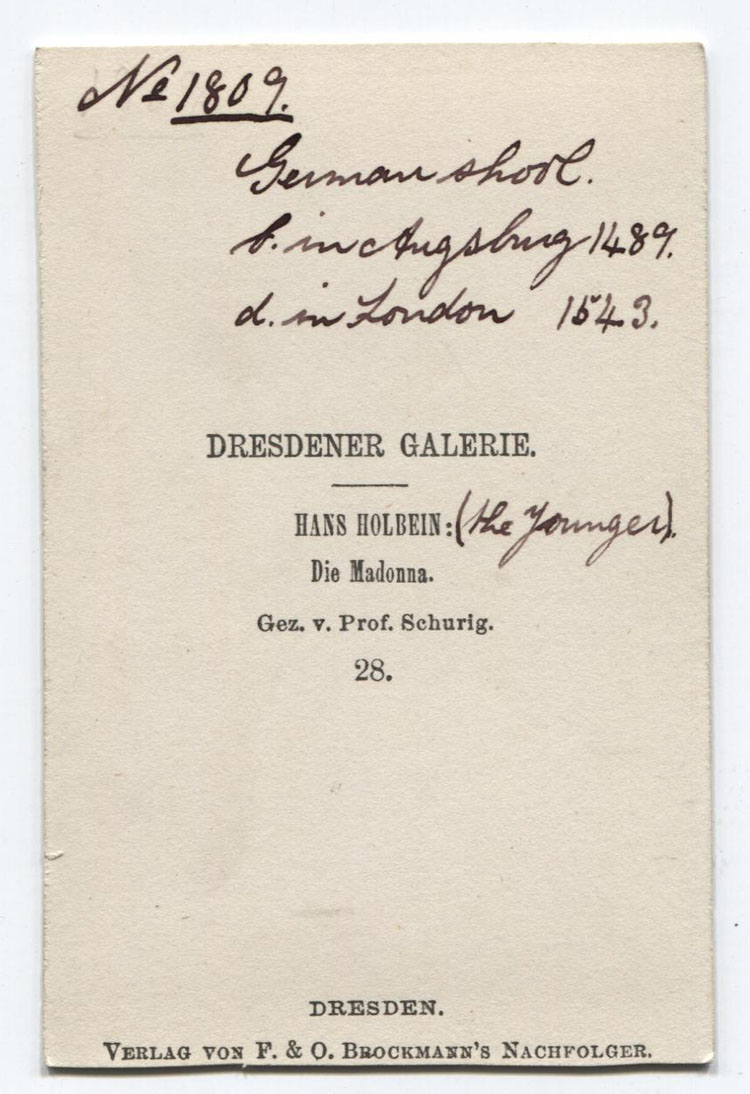 No 1809.
German shool.
b. in Augsburg 1489.
d. in London 1543.
DRESDENER GALERIE.
HANS HOLBEIN: (the Younger).
Die Madonna.
Gez. v. Prof. Schurig.
28.
DRESDEN.
VERLAG VON F. & O. BROCKMANN'S NACHFOLGER.